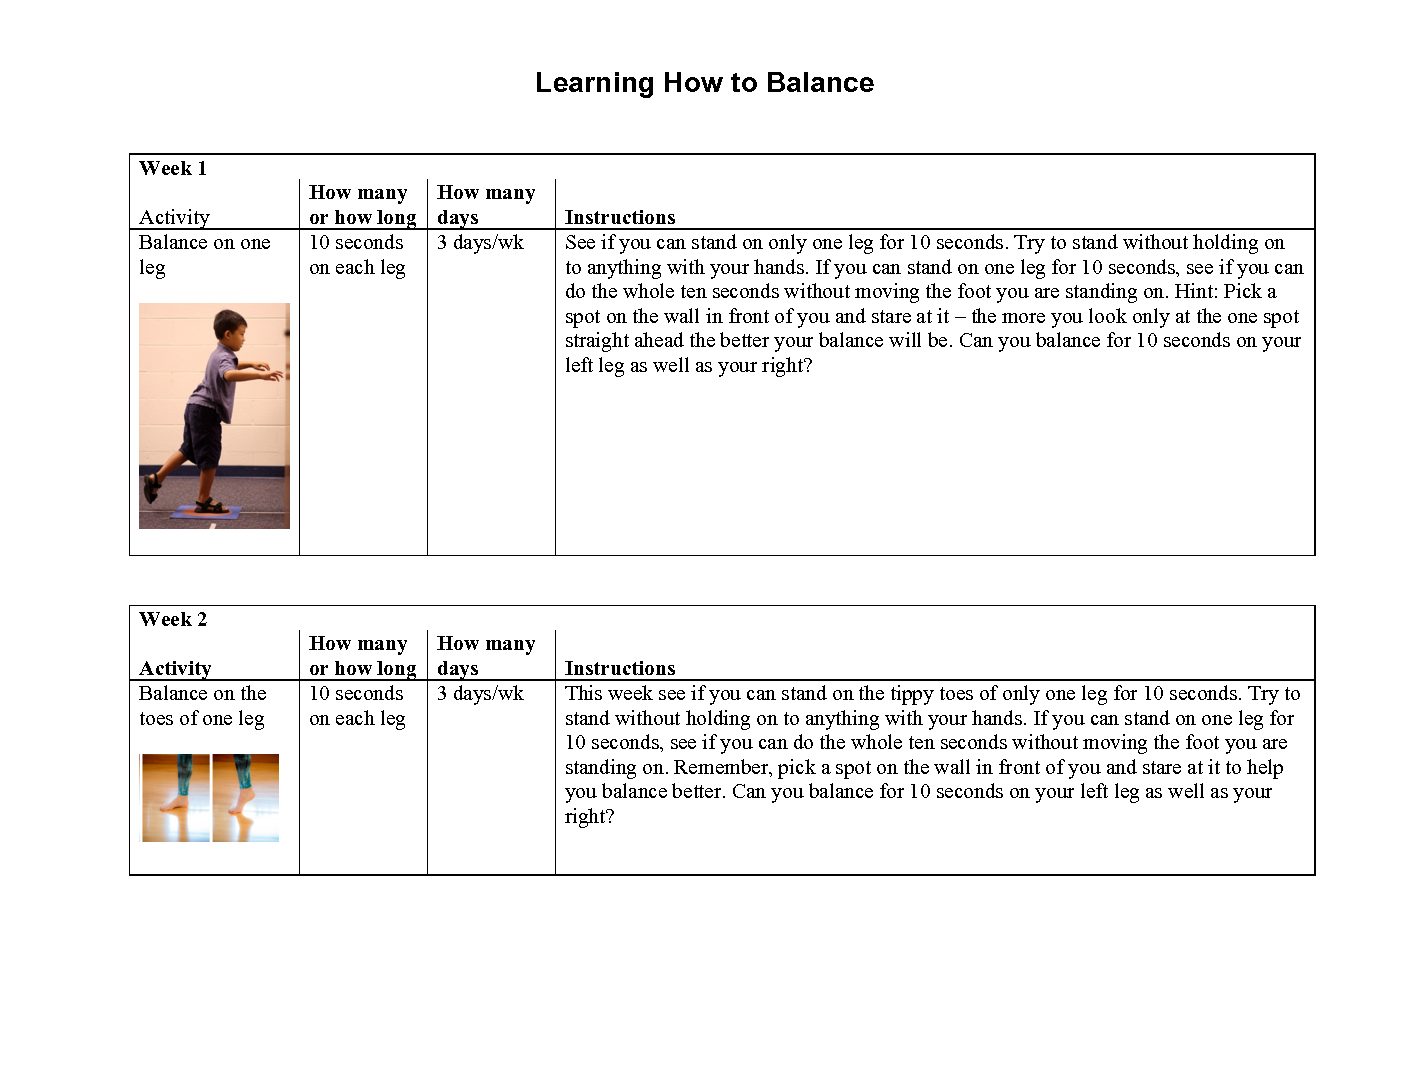 Learning How to Balance
Week 1
Activity
How many
or how long
How many
days
Instructions
Balance on one
leg
10 seconds
on each leg
3 days/wk
See if you can stand on only one leg for 10 seconds. Try to stand without holding on
to anything with your hands. If you can stand on one leg for 10 seconds, see if you can
do the whole ten seconds without moving the foot you are standing on. Hint: Pick a
spot on the wall in front of you and stare at it – the more you look only at the one spot
straight ahead the better your balance will be. Can you balance for 10 seconds on your
left leg as well as your right?
Week 2
Activity
How many
or how long
How many
days
Instructions
Balance on the
toes of one leg
10 seconds
on each leg
3 days/wk
This week see if you can stand on the tippy toes of only one leg for 10 seconds. Try to
stand without holding on to anything with your hands. If you can stand on one leg for
10 seconds, see if you can do the whole ten seconds without moving the foot you are
standing on. Remember, pick a spot on the wall in front of you and stare at it to help
you balance better. Can you balance for 10 seconds on your left leg as well as your
right?